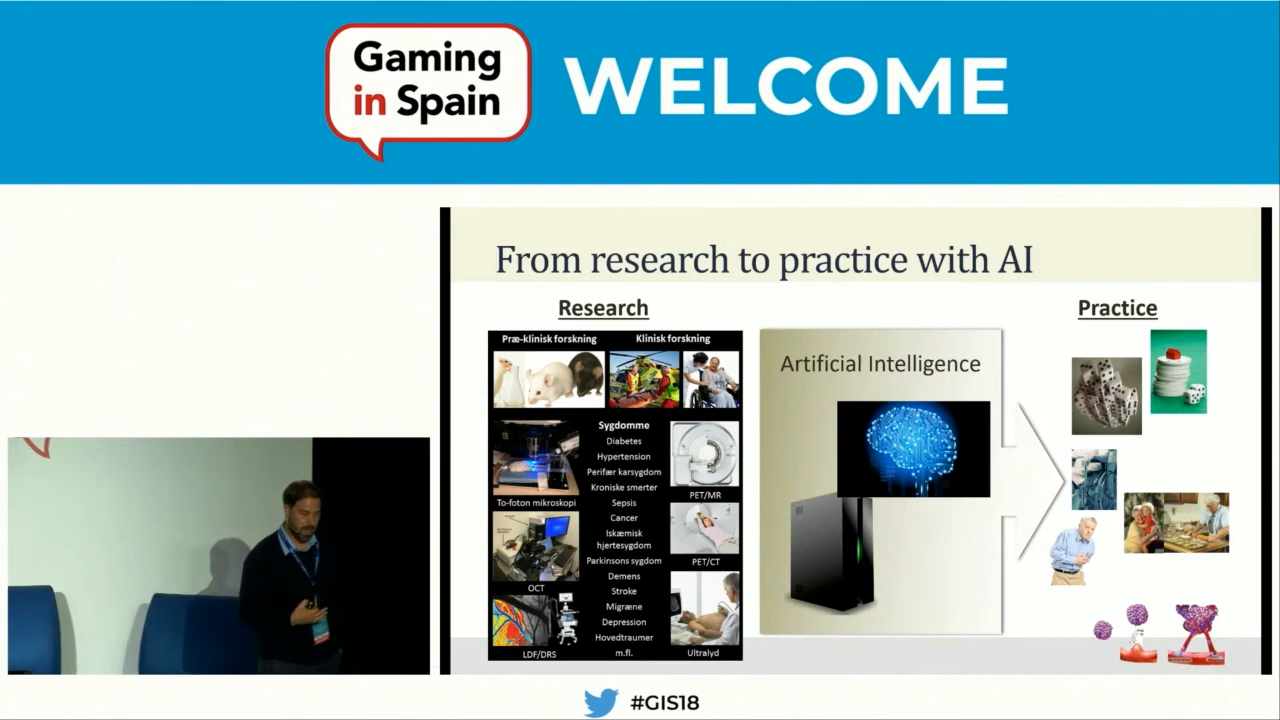 Gaming
in Spain
WELCOME
From research to practice with AI
Research
Practice
Præ-klinisk forskning
Klinisk forskning
Artificial Intelligence
Sygdomme
Diabetes
Hypertension
Perifær karsygdom
Kroniske smerter
Sepsis
Cancer
Iskæmisk
hjertesygdom
Parkinsons sygdom
Demens
Stroke
Migræne
Depression
Hovedtraumer
m.fl.
To-foton mikroskopi
OCT
LDF/DRS
PET/MR
PET/CT
Ultralyd
#GIS18